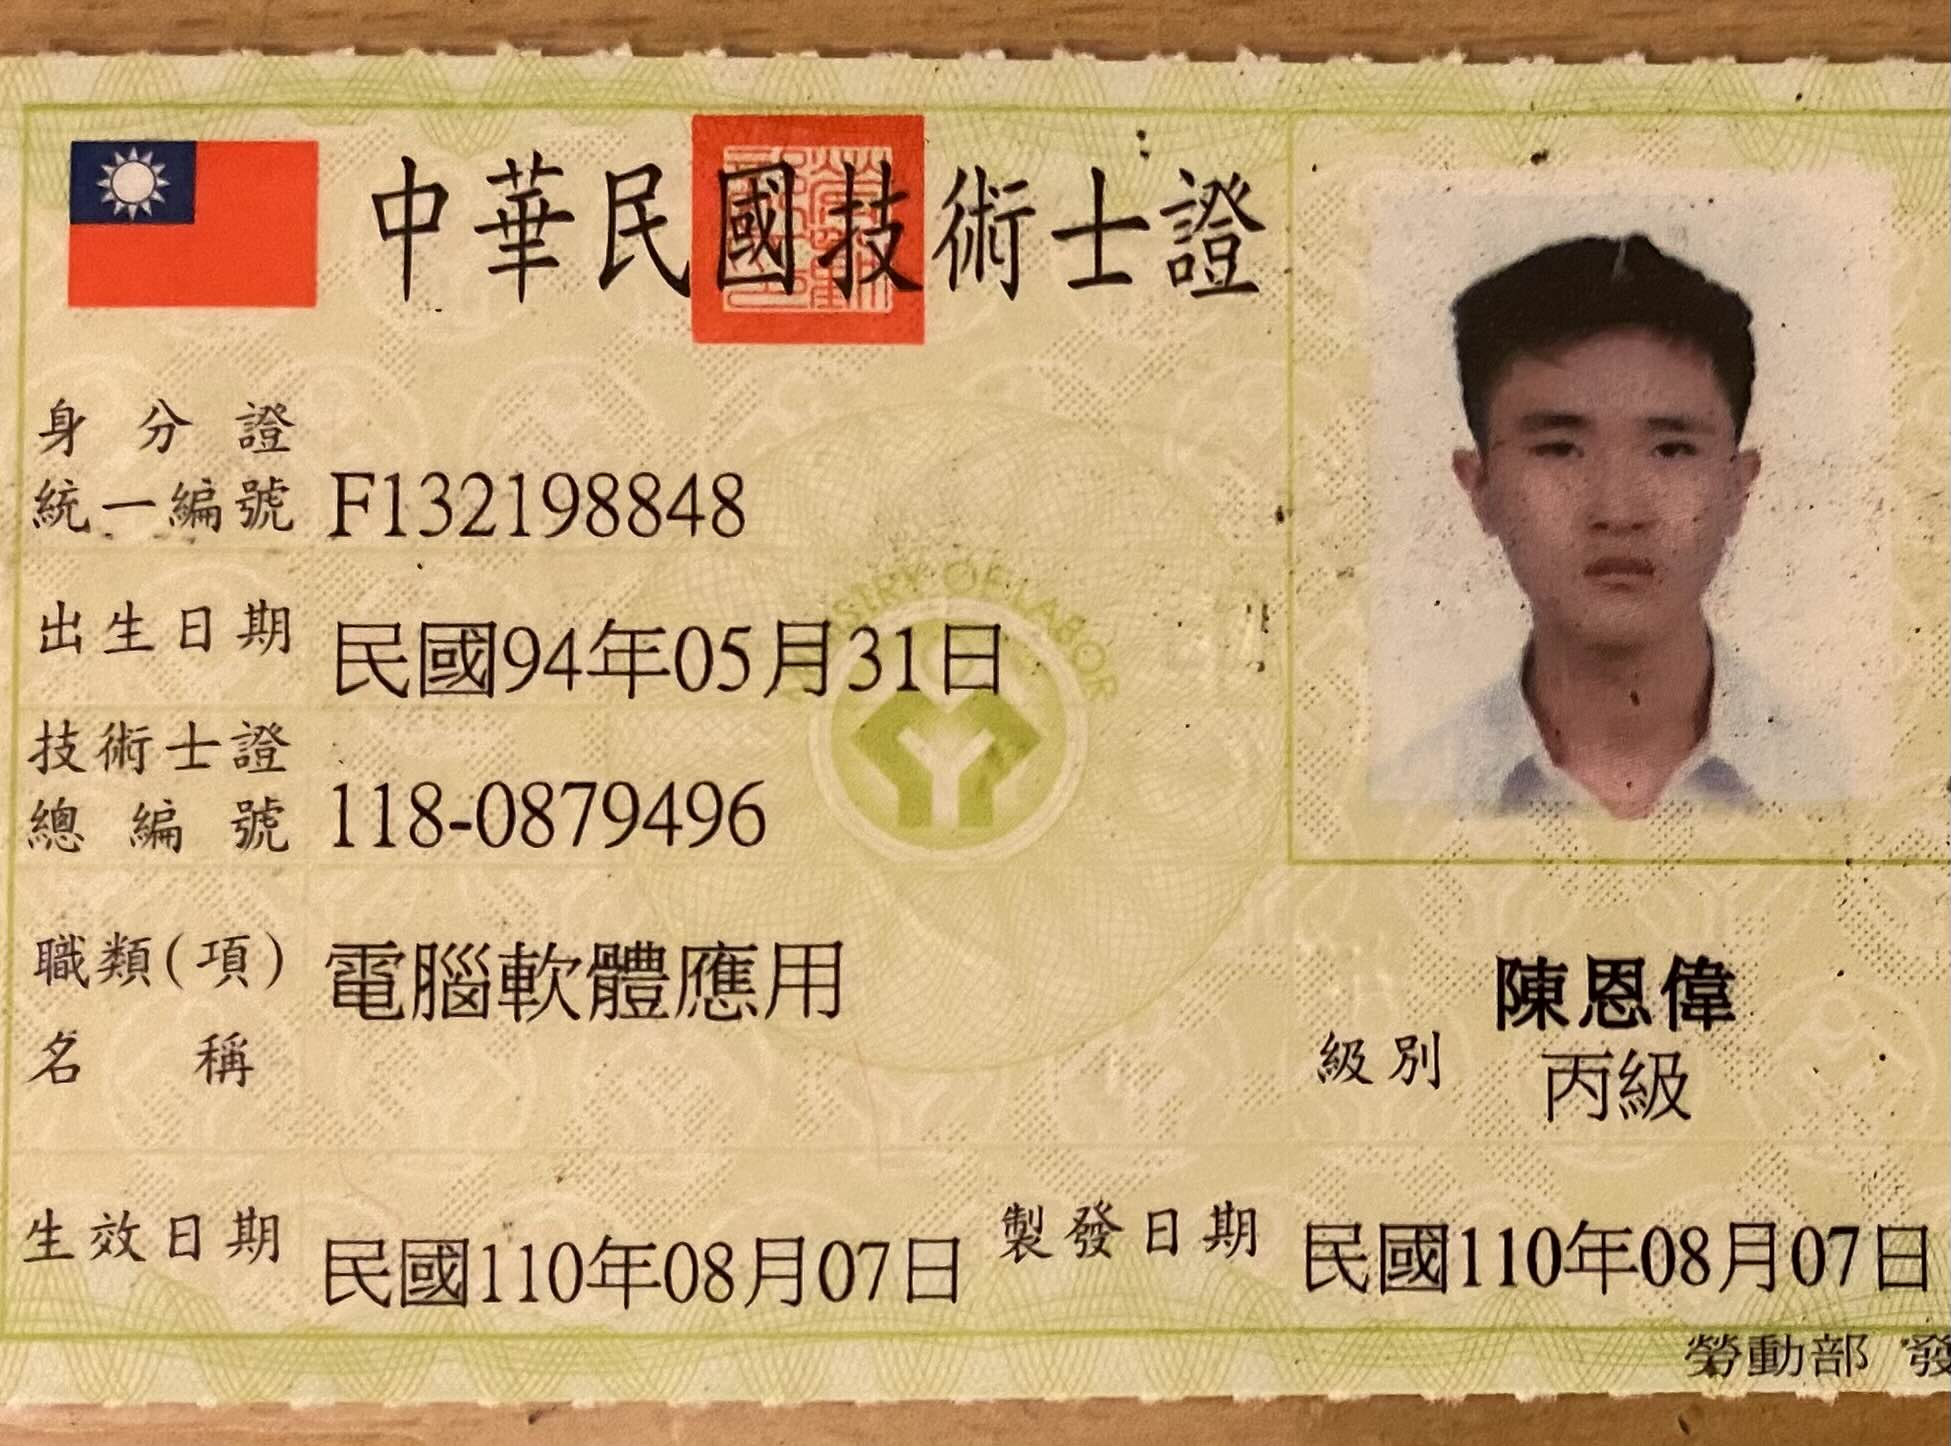 中華民國技術士證
身分證
統一編號 F132198848
出生日期 民國94年05月31日
技術士證
總編號 118-0879496
職類(項) 電腦軟體應用
名稱
陳恩偉
級別 丙級
生效日期 民國110年08月07日 製發日期 民國110年08月07日
勞動部 發
MINISTRY OF LABOR